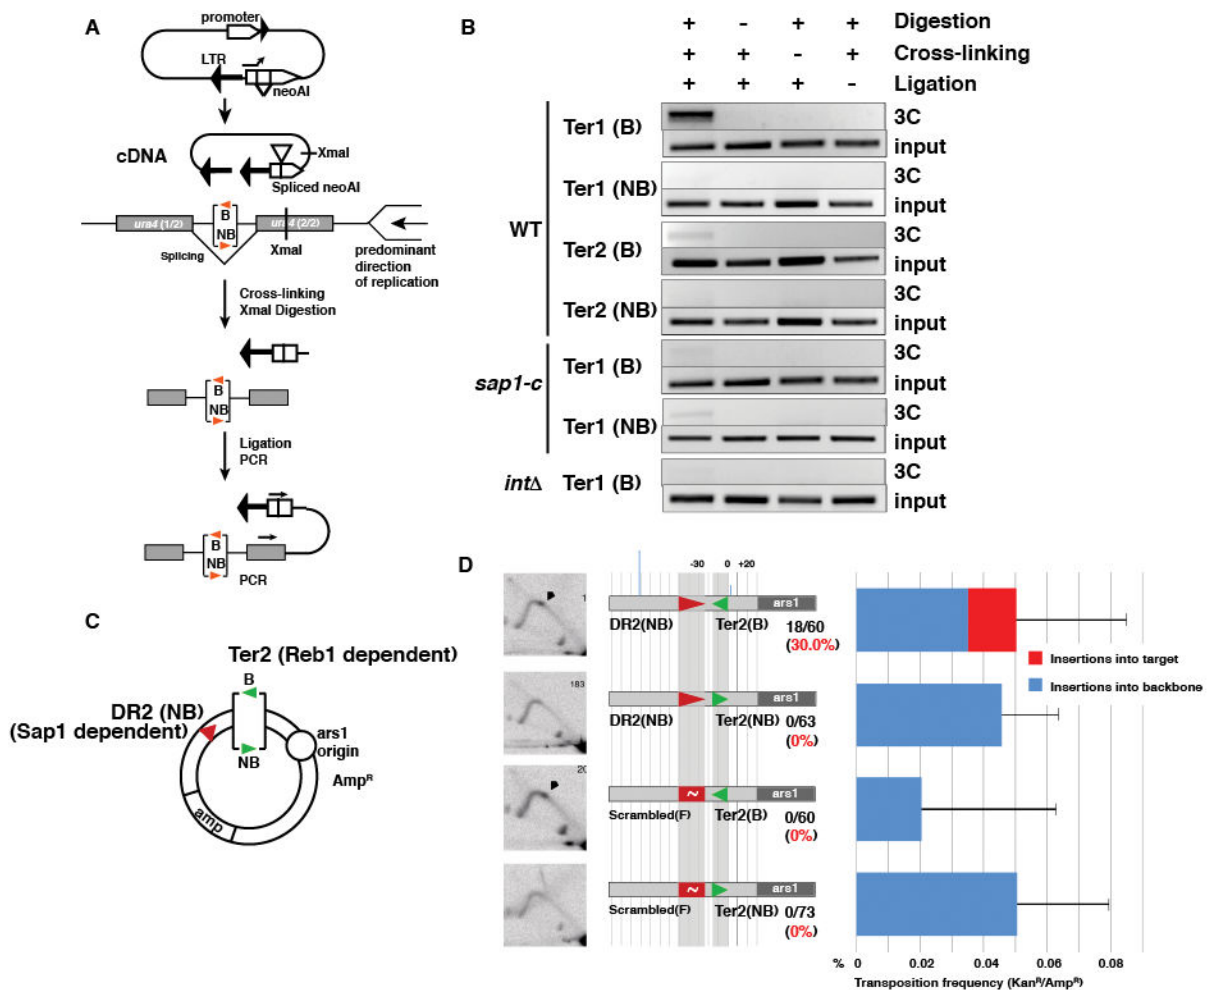 A
promoter
LTR
neoAI
cDNA
XmaI
Spliced neoAI
B
NB
ura4 (1/2)
ura4 (2/2)
Splicing
XmaI
predominant
direction
of replication
Cross-linking
XmaI Digestion
B
NB
Ligation
PCR
B
NB
PCR
B
+ - + + Digestion
+ + - + Cross-linking
+ + + - Ligation
WT
Ter1 (B)
3C
input
Ter1 (NB)
3C
input
Ter2 (B)
3C
input
Ter2 (NB)
3C
input
sap1-c
Ter1 (B)
3C
input
Ter1 (NB)
3C
input
intΔ
Ter1 (B)
3C
input
C
Ter2 (Reb1 dependent)
B
DR2 (NB)
(Sap1 dependent)
NB
ars1
origin
AmpR
amp
D
-30 0 +20
1
ars1
DR2(NB) Ter2(B) 18/60
(30.0%)
183
ars1
DR2(NB) Ter2(NB) 0/63
(0%)
20
~ ars1
Scrambled(F) Ter2(B) 0/60
(0%)
~ ars1
Scrambled(F) Ter2(NB) 0/73
(0%)
Insertions into target
Insertions into backbone
% 0 0.02 0.04 0.06 0.08
Transposition frequency (KanR/AmpR)